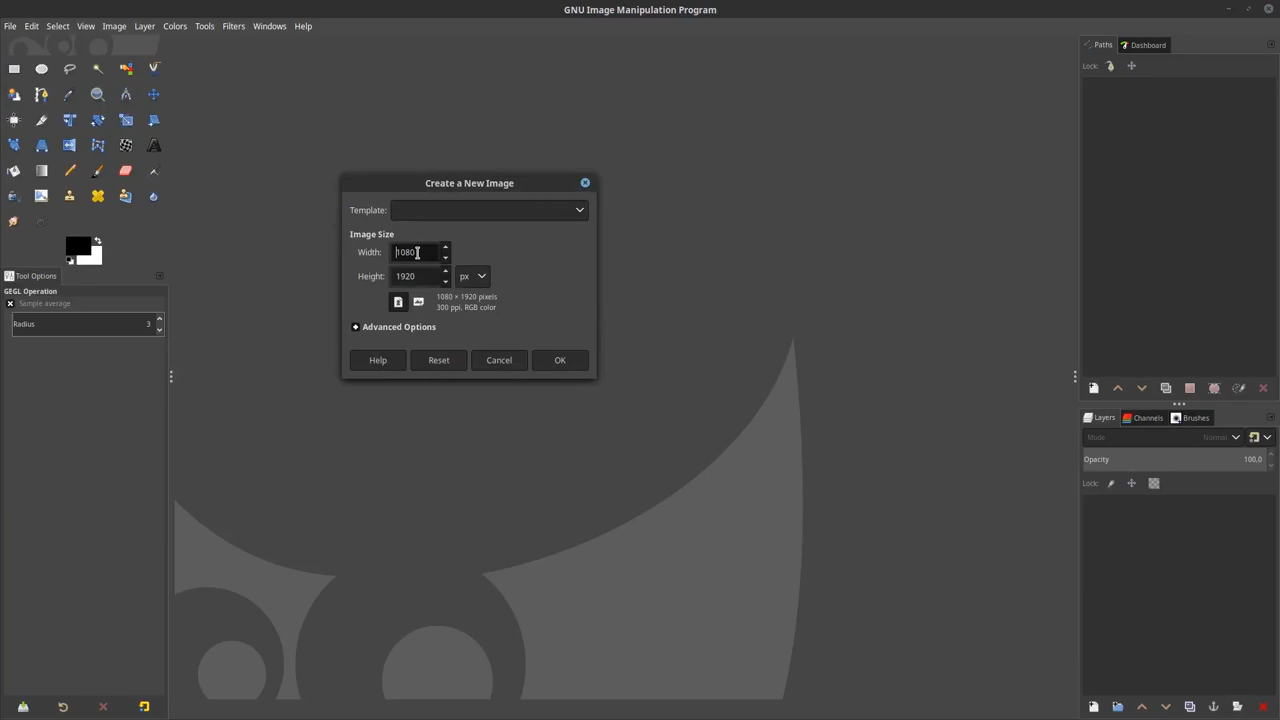 GNU Image Manipulation Program
File Edit Select View Image Layer Colors Tools Filters Windows Help
Paths Dashboard
Lock:
Create a New Image
Template:
Image Size
Width: 1080
Height: 1920 px
1080 × 1920 pixels
300 ppi, RGB color
Advanced Options
Help Reset Cancel OK
Tool Options
GEGL Operation
Sample average
Radius 3
Layers Channels Brushes
Mode Normal
Opacity 100,0
Lock: